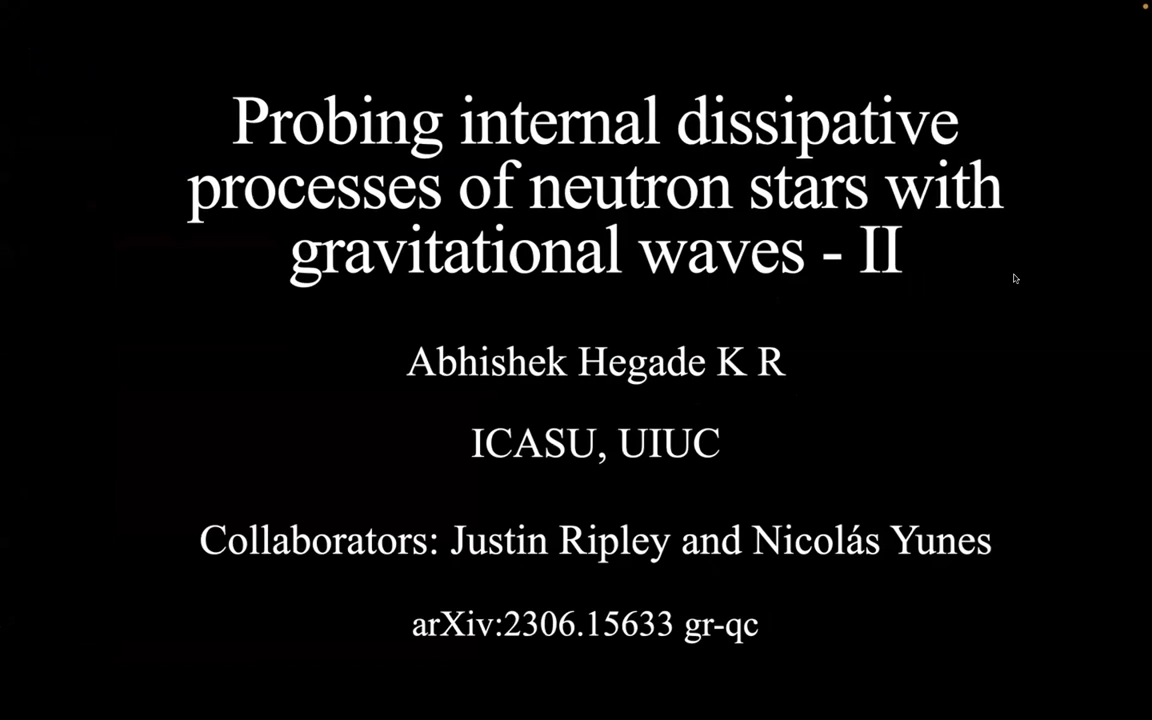 Probing internal dissipative
processes of neutron stars with
gravitational waves - II
Abhishek Hegade K R
ICASU, UIUC
Collaborators: Justin Ripley and Nicolás Yunes
arXiv:2306.15633 gr-qc